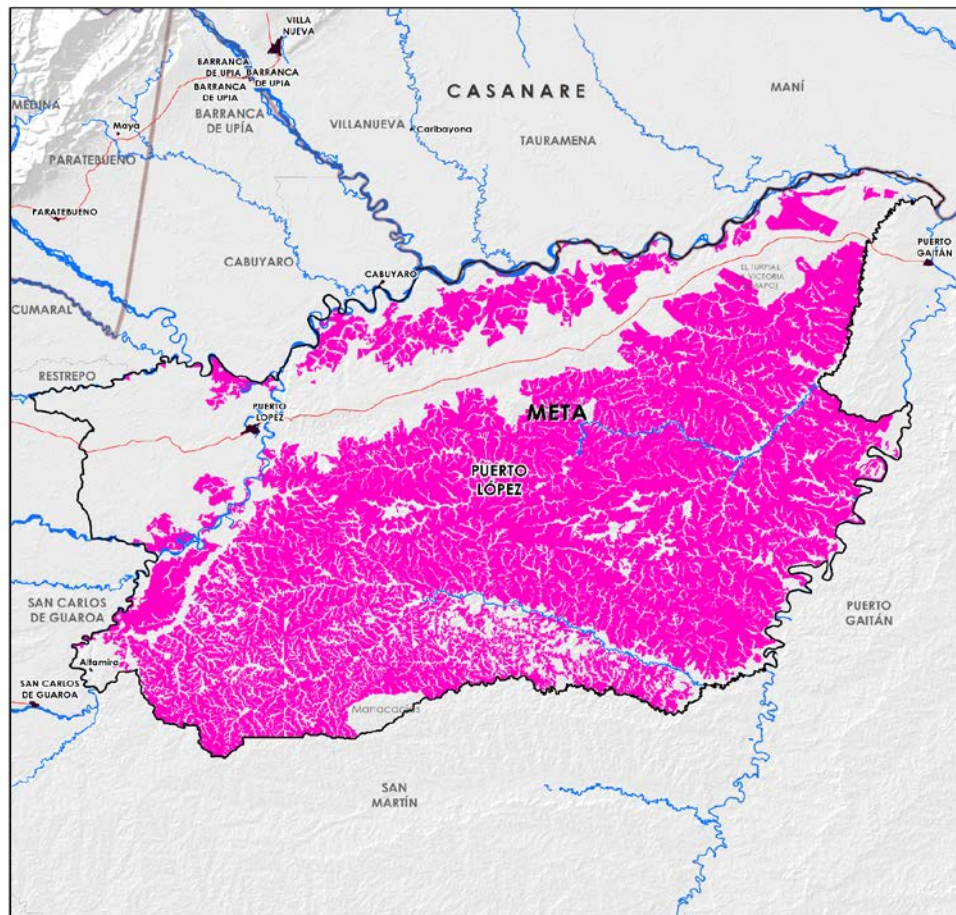 VILLA
NUEVA
BARRANCA
DE UPIA
BARRANCA
DE UPIA
BARRANCA
DE UPIA
CASANARE
MANÍ
MEDINA
Maya
BARRANCA
DE UPÍA
VILLANUEVA
Caribayona
TAURAMENA
PARATEBUENO
PARATEBUENO
CABUYARO
CABUYARO
PUERTO
GAITÁN
CUMARAL
RESTREPO
PUERTO
LÓPEZ
META
PUERTO
LÓPEZ
SAN CARLOS
DE GUAROA
PUERTO
GAITÁN
Altamira
SAN CARLOS
DE GUAROA
Manacacías
SAN
MARTÍN